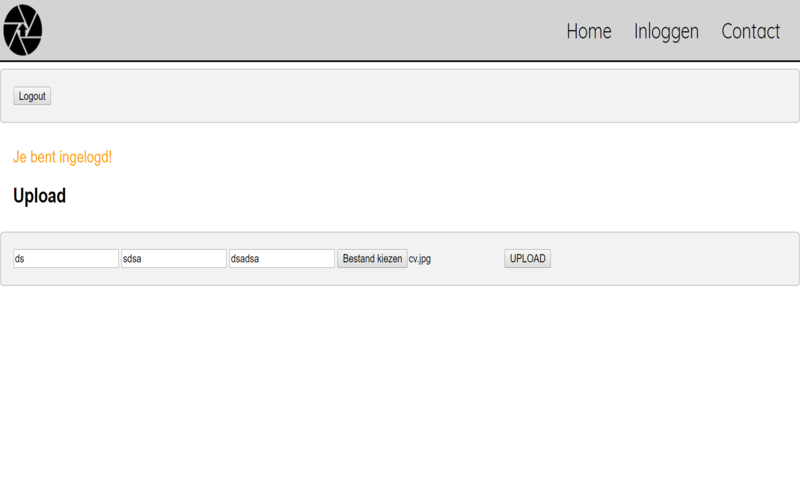 Home Inloggen Contact
Logout
Je bent ingelogd!
Upload
ds sdsa dsadsa Bestand kiezen cv.jpg UPLOAD